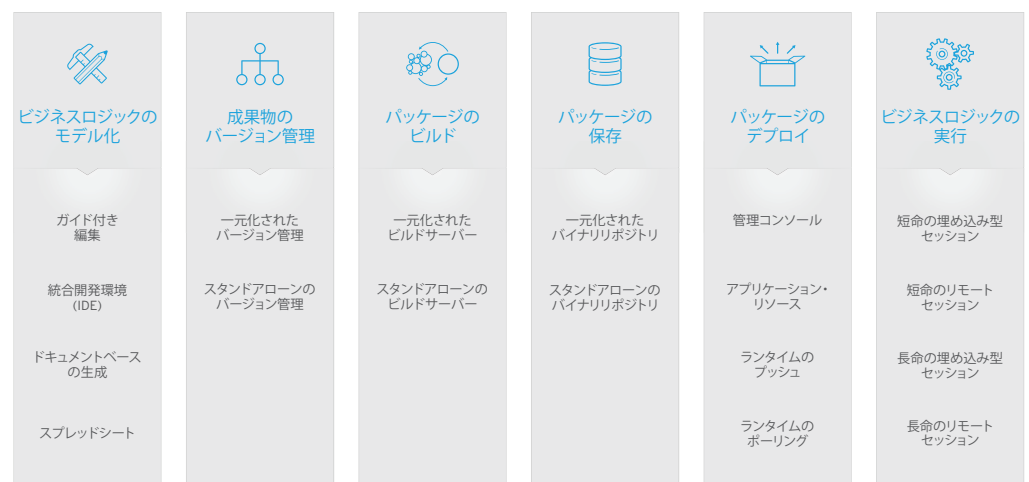 ビジネスロジックの
モデル化
ガイド付き
編集
統合開発環境
(IDE)
ドキュメントベース
の生成
スプレッドシート
成果物の
バージョン管理
一元化された
バージョン管理
スタンドアローンの
バージョン管理
パッケージの
ビルド
一元化された
ビルドサーバー
スタンドアローンの
ビルドサーバー
パッケージの
保存
一元化された
バイナリリポジトリ
スタンドアローンの
バイナリリポジトリ
パッケージの
デプロイ
管理コンソール
アプリケーション・
リソース
ランタイムの
プッシュ
ランタイムの
ポーリング
ビジネスロジックの
実行
短命の埋め込み型
セッション
短命のリモート
セッション
長命の埋め込み型
セッション
長命のリモート
セッション